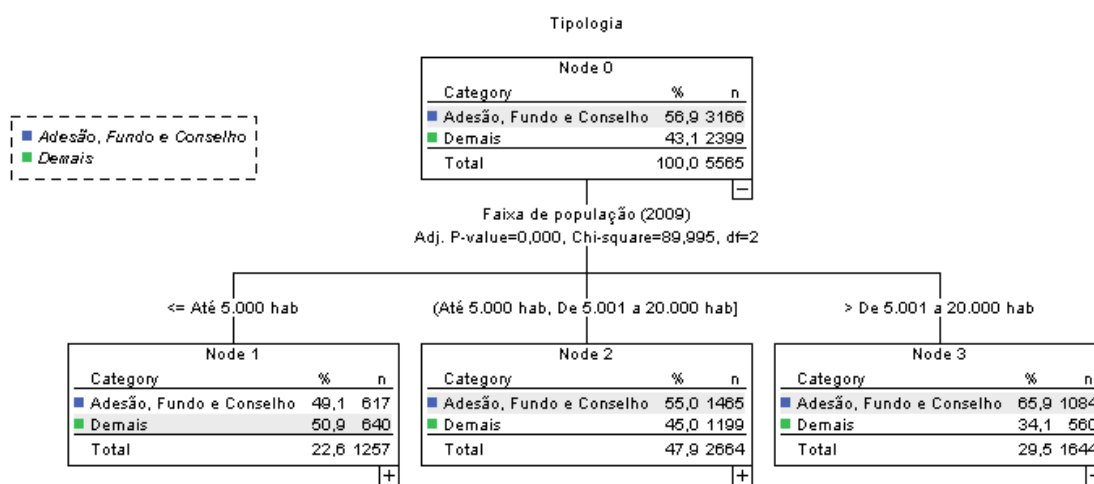 Tipologia
Node 0
Category % n
Adesão, Fundo e Conselho 56,9 3166
Demais 43,1 2399
Total 100,0 5565
Adesão, Fundo e Conselho
Demais
Faixa de população (2009)
Adj. P-value=0,000, Chi-square=89,995, df=2
<= Até 5.000 hab
(Até 5.000 hab, De 5.001 a 20.000 hab]
> De 5.001 a 20.000 hab
Node 1
Category % n
Adesão, Fundo e Conselho 49,1 617
Demais 50,9 640
Total 22,6 1257
Node 2
Category % n
Adesão, Fundo e Conselho 55,0 1465
Demais 45,0 1199
Total 47,9 2664
Node 3
Category % n
Adesão, Fundo e Conselho 65,9 1084
Demais 34,1 560
Total 29,5 1644